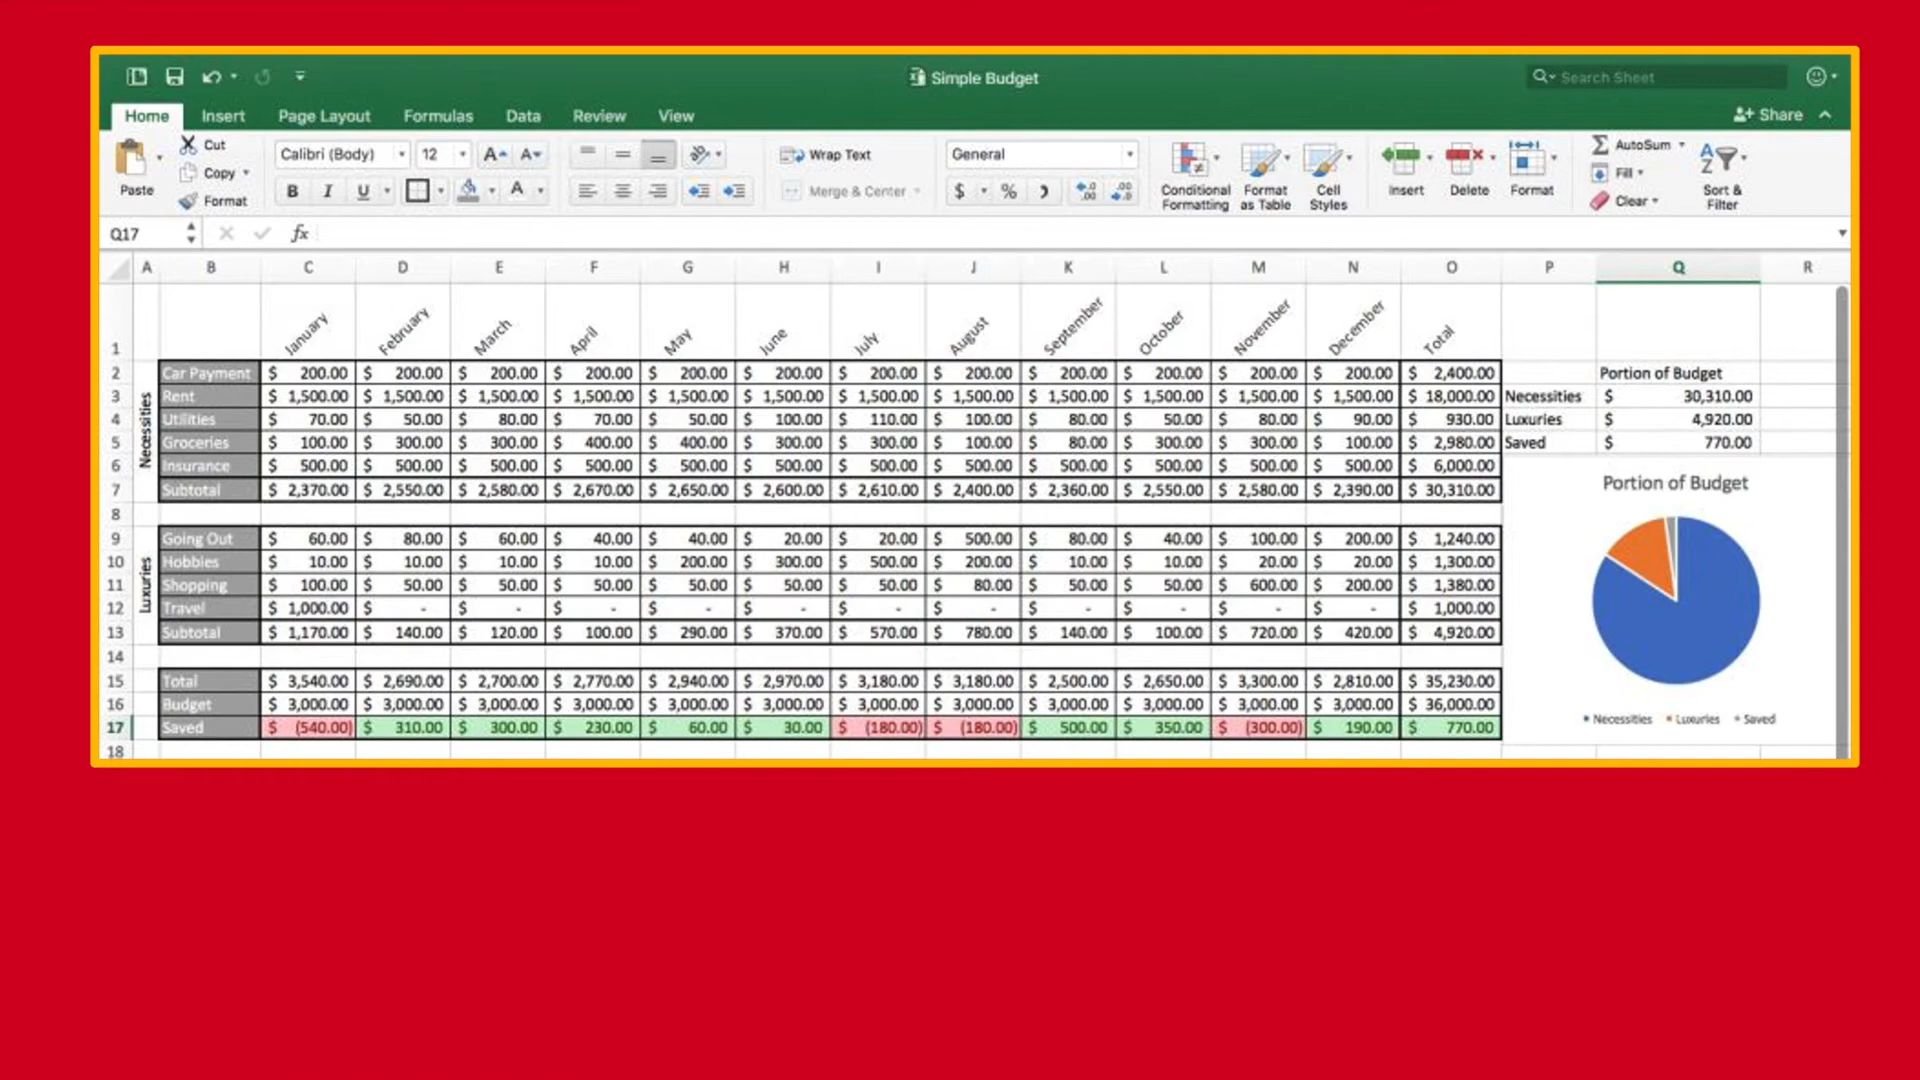 Simple Budget
Search Sheet
Home Insert Page Layout Formulas Data Review View
Share
Paste
Cut
Copy
Format
Calibri (Body) 12 A A
B I U A
Wrap Text
Merge & Center
General
$ % )
Conditional Formatting
Format as Table
Cell Styles
Insert
Delete
Format
AutoSum
Fill
Clear
Sort & Filter
Q17 fx
A B C D E F G H I J K L M N O P Q R
1 January February March April May June July August September October November December Total
Necessities
2 Car Payment $ 200.00 $ 200.00 $ 200.00 $ 200.00 $ 200.00 $ 200.00 $ 200.00 $ 200.00 $ 200.00 $ 200.00 $ 200.00 $ 200.00 $ 2,400.00 Portion of Budget
3 Rent $ 1,500.00 $ 1,500.00 $ 1,500.00 $ 1,500.00 $ 1,500.00 $ 1,500.00 $ 1,500.00 $ 1,500.00 $ 1,500.00 $ 1,500.00 $ 1,500.00 $ 1,500.00 $ 18,000.00 Necessities $ 30,310.00
4 Utilities $ 70.00 $ 50.00 $ 80.00 $ 70.00 $ 50.00 $ 100.00 $ 110.00 $ 100.00 $ 80.00 $ 50.00 $ 80.00 $ 90.00 $ 930.00 Luxuries $ 4,920.00
5 Groceries $ 100.00 $ 300.00 $ 300.00 $ 400.00 $ 400.00 $ 300.00 $ 300.00 $ 100.00 $ 80.00 $ 300.00 $ 300.00 $ 100.00 $ 2,980.00 Saved $ 770.00
6 Insurance $ 500.00 $ 500.00 $ 500.00 $ 500.00 $ 500.00 $ 500.00 $ 500.00 $ 500.00 $ 500.00 $ 500.00 $ 500.00 $ 500.00 $ 6,000.00
7 Subtotal $ 2,370.00 $ 2,550.00 $ 2,580.00 $ 2,670.00 $ 2,650.00 $ 2,600.00 $ 2,610.00 $ 2,400.00 $ 2,360.00 $ 2,550.00 $ 2,580.00 $ 2,390.00 $ 30,310.00
8
Luxuries
9 Going Out $ 60.00 $ 80.00 $ 60.00 $ 40.00 $ 40.00 $ 20.00 $ 20.00 $ 500.00 $ 80.00 $ 40.00 $ 100.00 $ 200.00 $ 1,240.00
10 Hobbies $ 10.00 $ 10.00 $ 10.00 $ 10.00 $ 200.00 $ 300.00 $ 500.00 $ 200.00 $ 10.00 $ 10.00 $ 20.00 $ 20.00 $ 1,300.00
11 Shopping $ 100.00 $ 50.00 $ 50.00 $ 50.00 $ 50.00 $ 50.00 $ 50.00 $ 80.00 $ 50.00 $ 50.00 $ 600.00 $ 200.00 $ 1,380.00
12 Travel $ 1,000.00 $ - $ - $ - $ - $ - $ - $ - $ - $ - $ - $ - $ 1,000.00
13 Subtotal $ 1,170.00 $ 140.00 $ 120.00 $ 100.00 $ 290.00 $ 370.00 $ 570.00 $ 780.00 $ 140.00 $ 100.00 $ 720.00 $ 420.00 $ 4,920.00
14
15 Total $ 3,540.00 $ 2,690.00 $ 2,700.00 $ 2,770.00 $ 2,940.00 $ 2,970.00 $ 3,180.00 $ 3,180.00 $ 2,500.00 $ 2,650.00 $ 3,300.00 $ 2,810.00 $ 35,230.00
16 Budget $ 3,000.00 $ 3,000.00 $ 3,000.00 $ 3,000.00 $ 3,000.00 $ 3,000.00 $ 3,000.00 $ 3,000.00 $ 3,000.00 $ 3,000.00 $ 3,000.00 $ 3,000.00 $ 36,000.00
17 Saved $ (540.00) $ 310.00 $ 300.00 $ 230.00 $ 60.00 $ 30.00 $ (180.00) $ (180.00) $ 500.00 $ 350.00 $ (300.00) $ 190.00 $ 770.00
18
Portion of Budget
Necessities Luxuries Saved